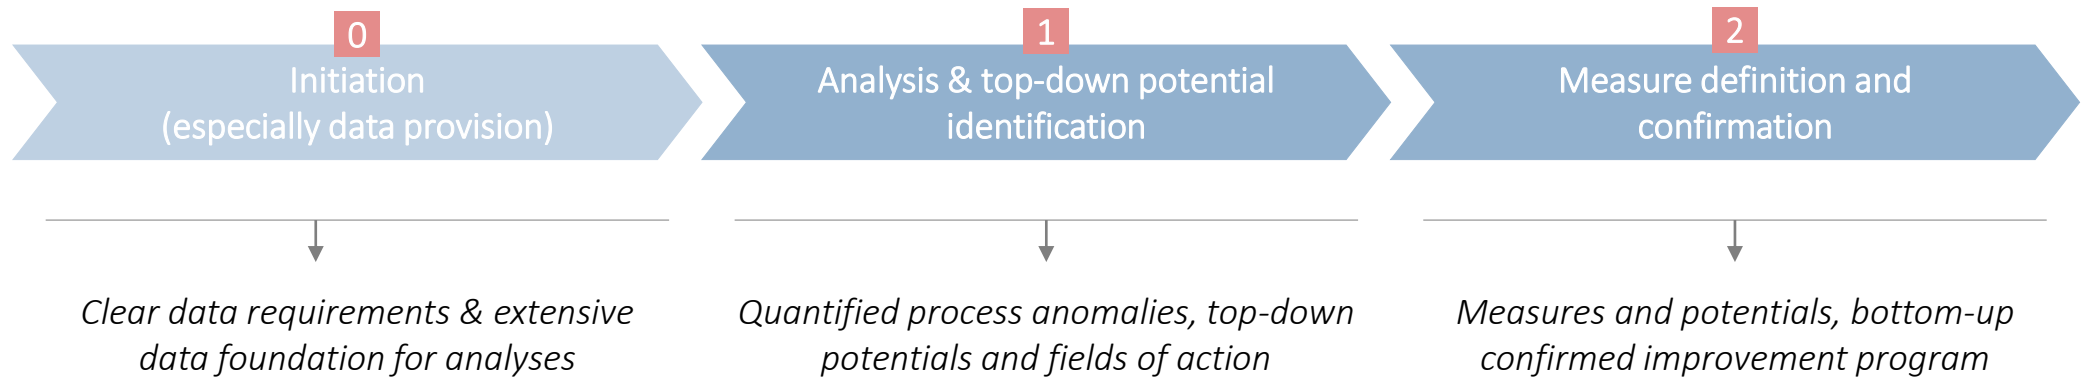 0
Initiation
(especially data provision)
1
Analysis & top-down potential
identification
2
Measure definition and
confirmation
Clear data requirements & extensive
data foundation for analyses
Quantified process anomalies, top-down
potentials and fields of action
Measures and potentials, bottom-up
confirmed improvement program